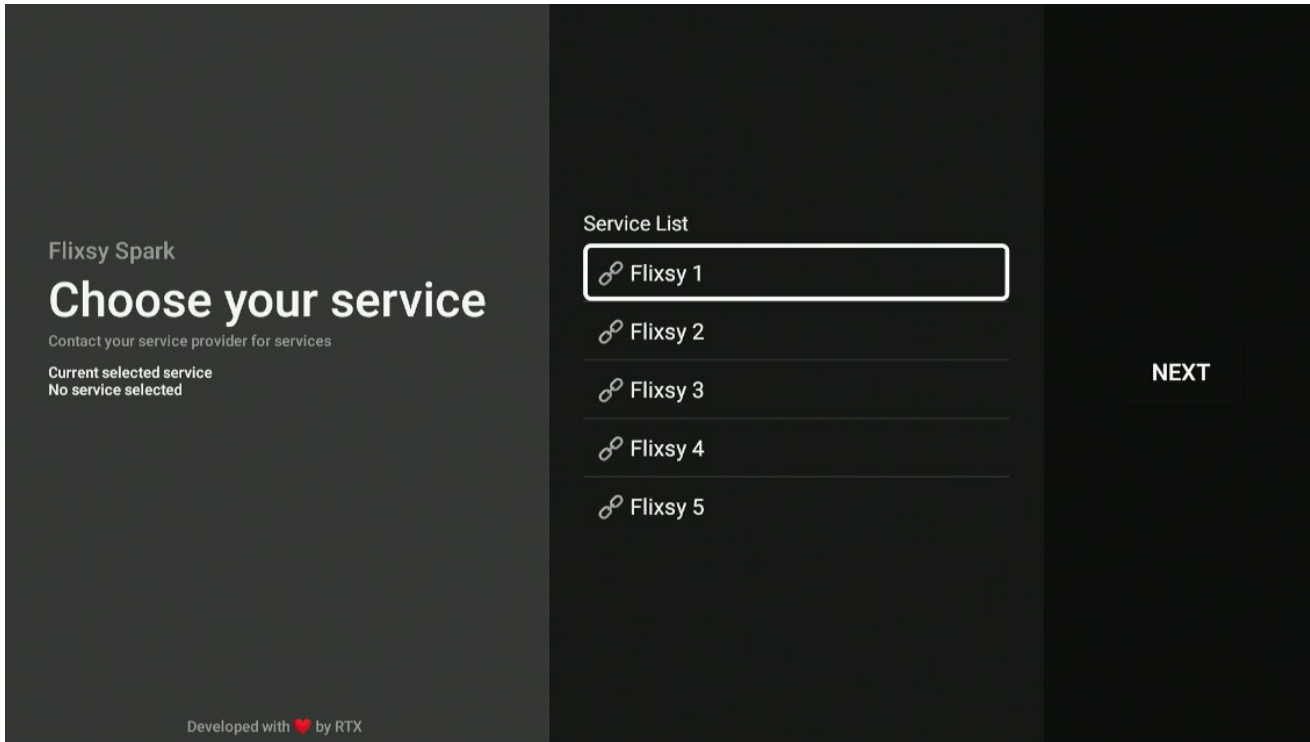 Flixsy Spark
Choose your service
Contact your service provider for services
Current selected service
No service selected
Developed with ❤️ by RTX
Service List
Flixsy 1
Flixsy 2
Flixsy 3
Flixsy 4
Flixsy 5
NEXT